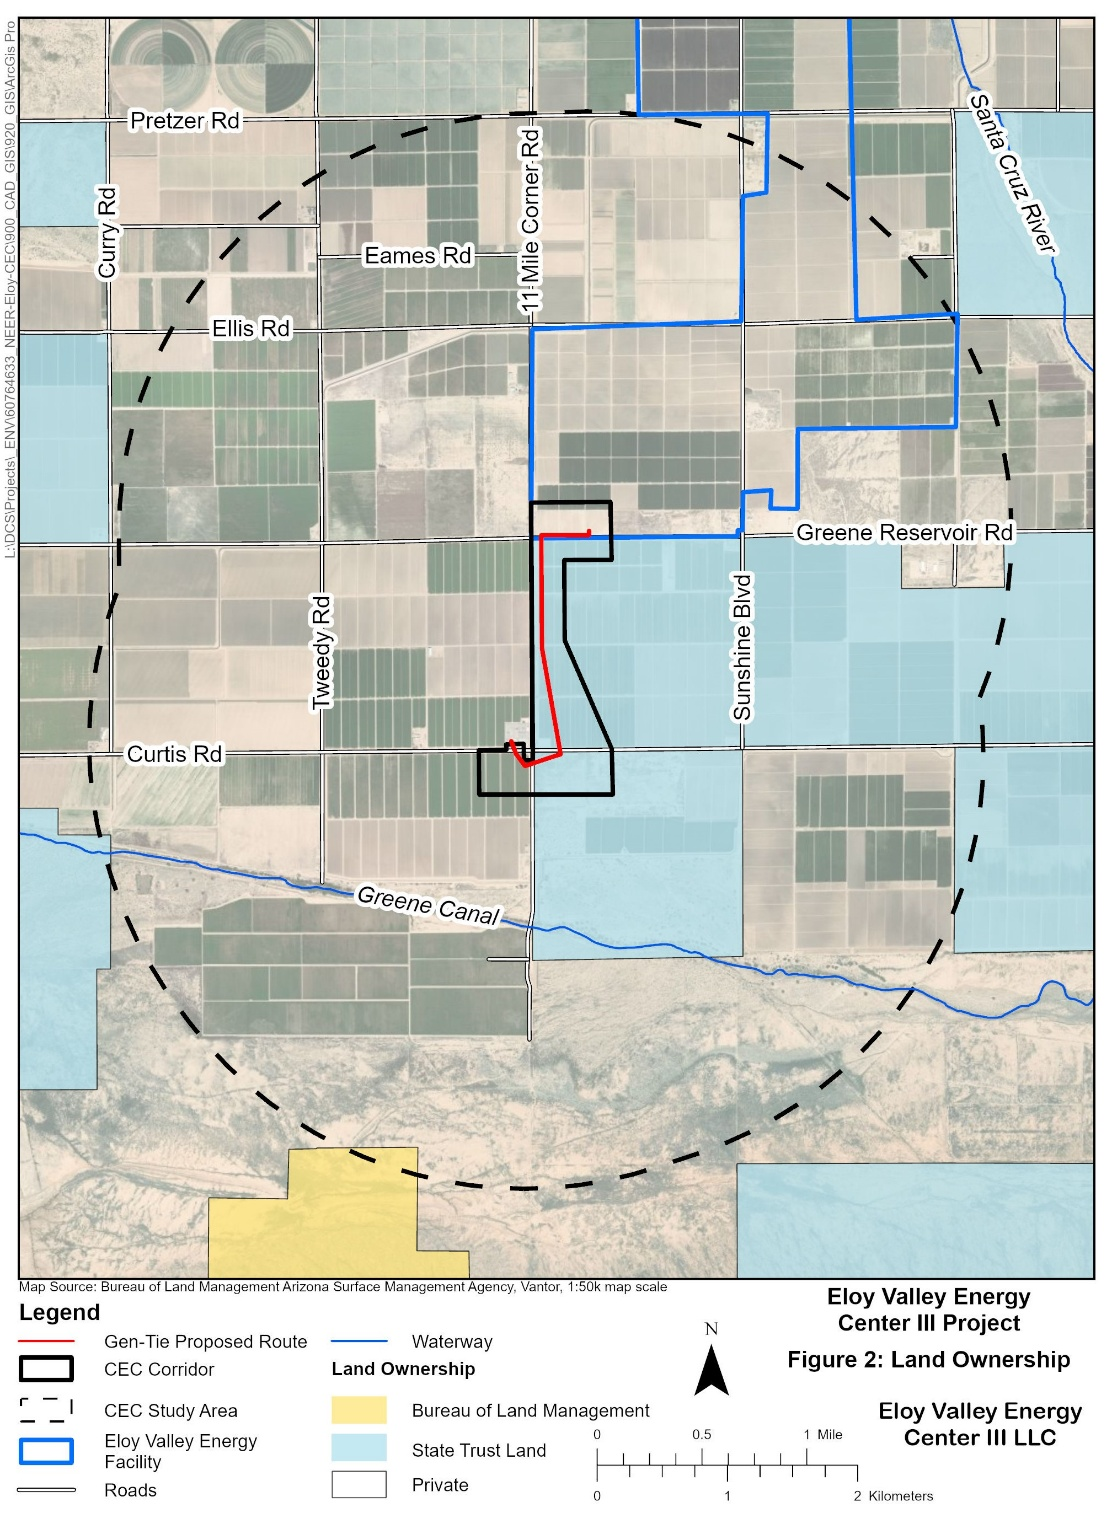 L:\DCS\Projects\_ENV\60764633_NEER-Eloy-CEC\900_CAD_GIS\920_GIS\ArcGis Pro
Pretzer Rd
Santa Cruz River
Curry Rd
11 Mile Corner Rd
Eames Rd
Ellis Rd
Greene Reservoir Rd
Tweedy Rd
Sunshine Blvd
Curtis Rd
Greene Canal
Map Source: Bureau of Land Management Arizona Surface Management Agency, Vantor, 1:50k map scale
Legend
Gen-Tie Proposed Route
CEC Corridor
CEC Study Area
Eloy Valley Energy
Facility
Roads
Waterway
Land Ownership
Bureau of Land Management
State Trust Land
Private
N
0 0.5 1 Mile
0 1 2 Kilometers
Eloy Valley Energy
Center III Project
Figure 2: Land Ownership
Eloy Valley Energy
Center III LLC